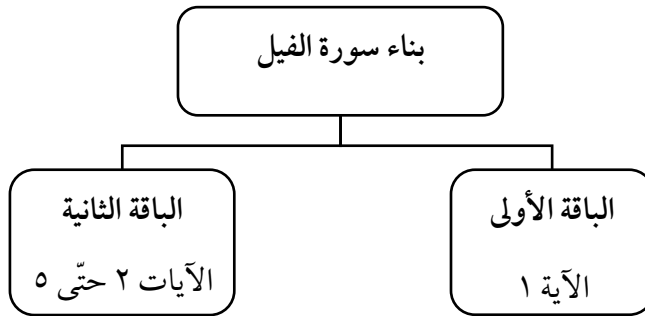 بناء سورة الفيل
الباقة الأولى
الآية ١
الباقة الثانية
الآيات ٢ حتّى ٥